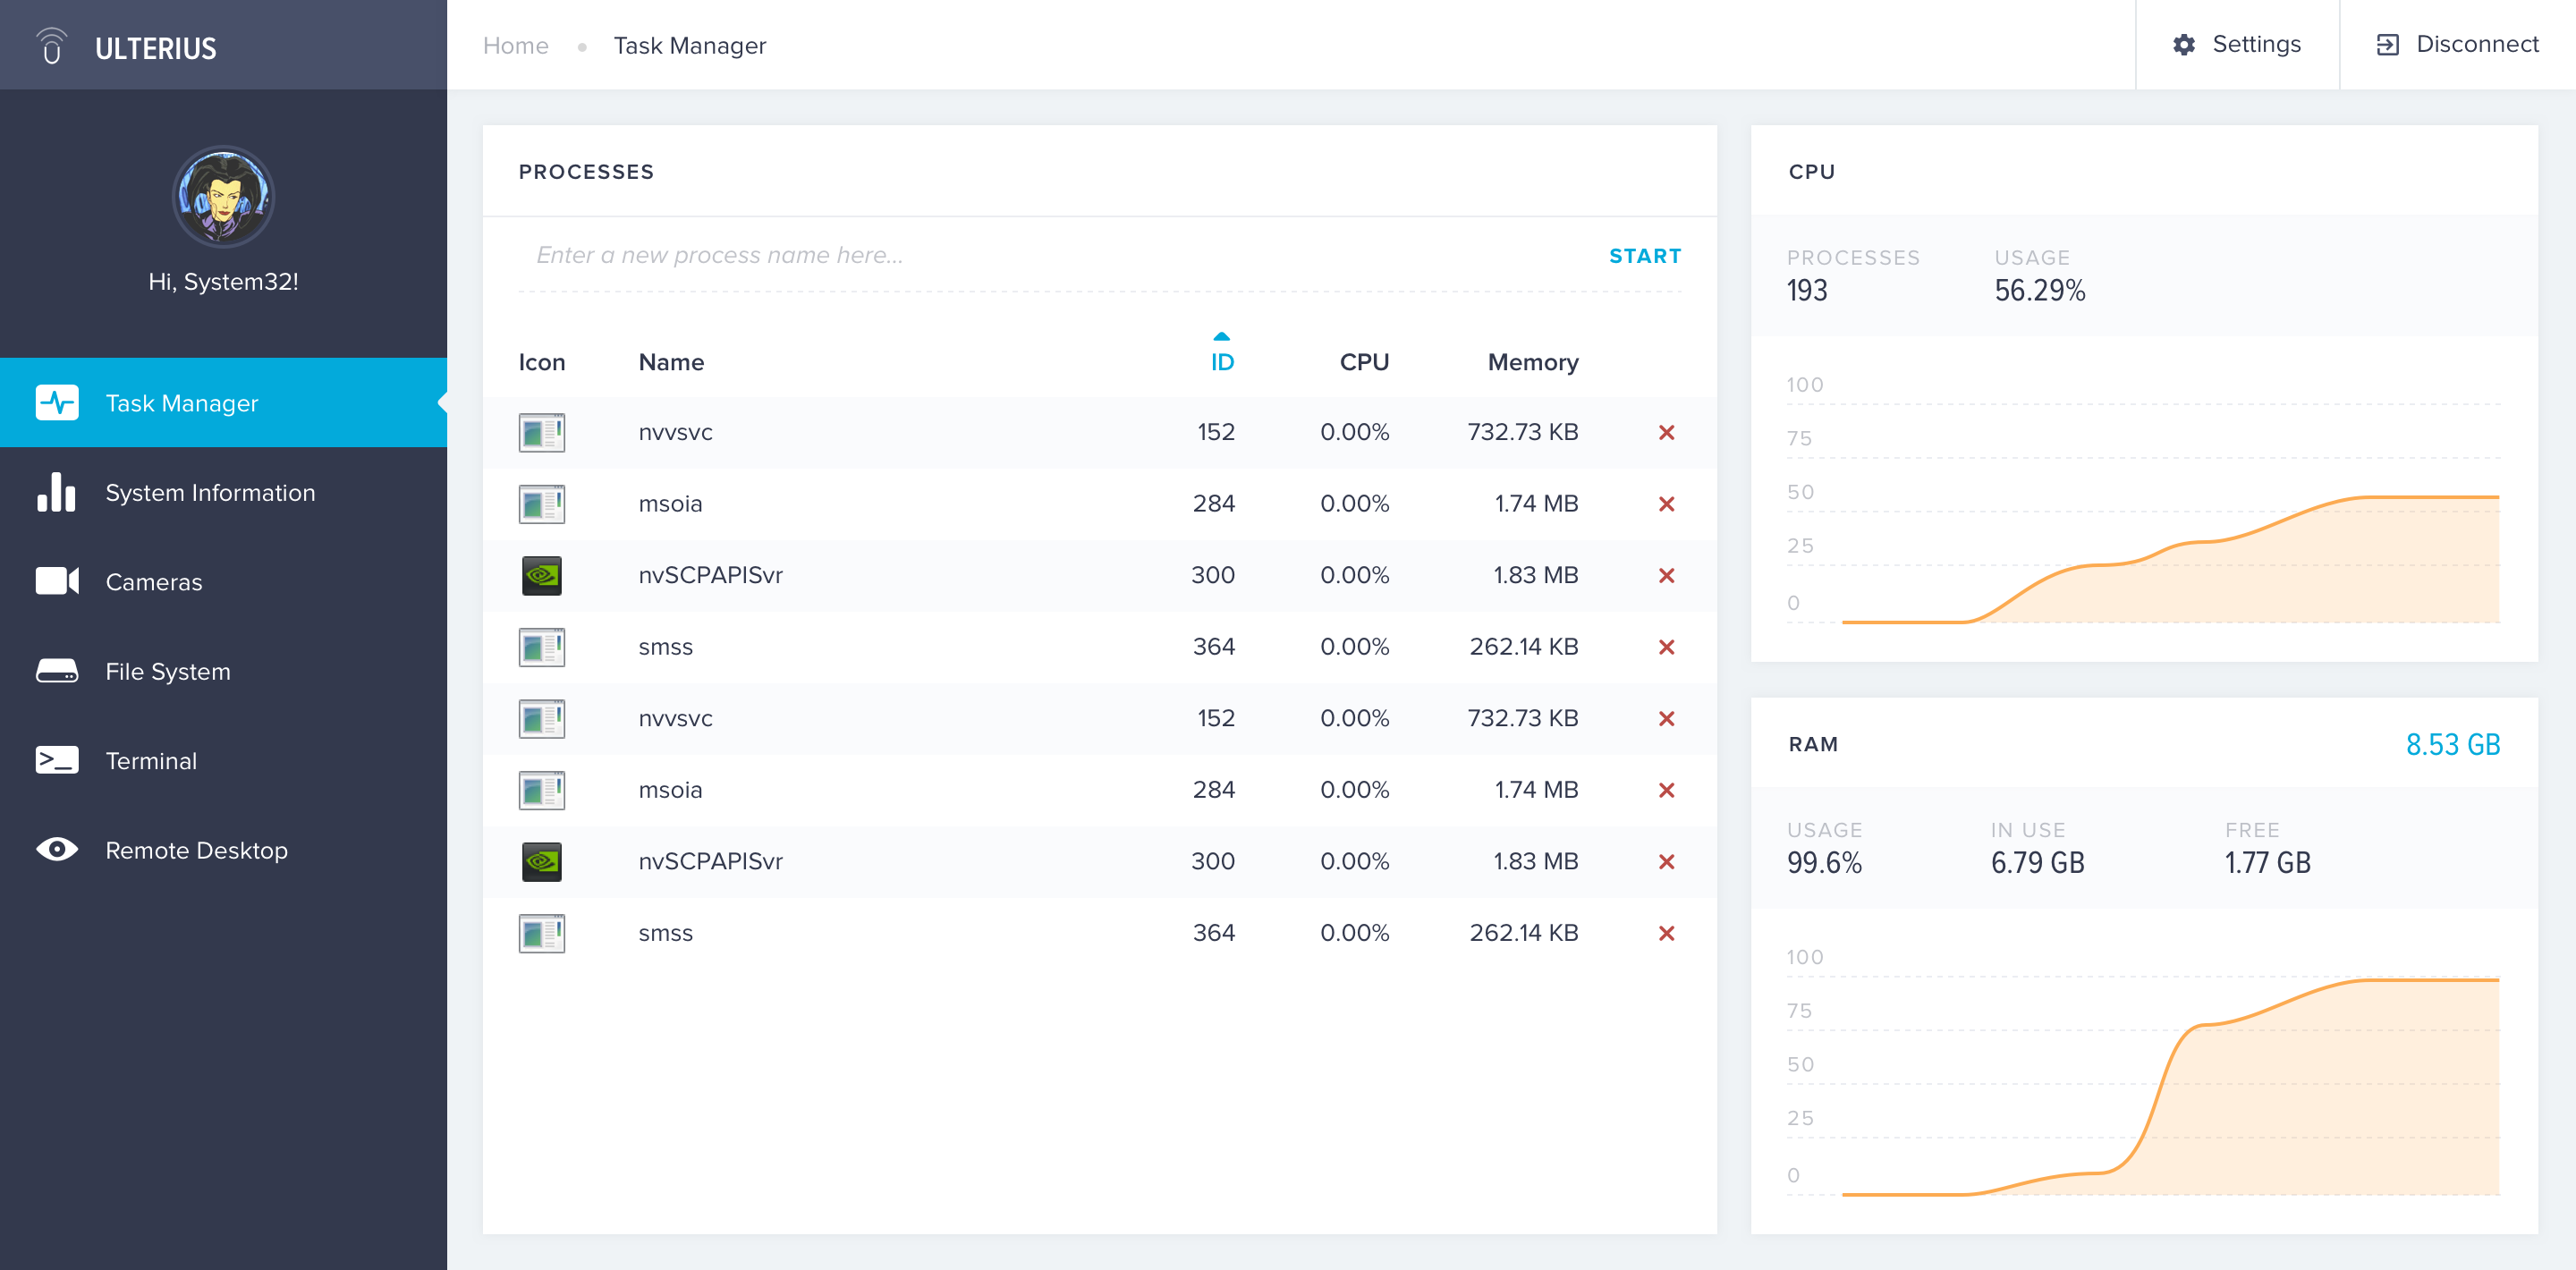 ULTERIUS
Home • Task Manager
Settings
Disconnect
Hi, System32!
Task Manager
System Information
Cameras
File System
Terminal
Remote Desktop
PROCESSES
Enter a new process name here...
START
Icon Name ID CPU Memory
nvvsvc 152 0.00% 732.73 KB
msoia 284 0.00% 1.74 MB
nvSCPAPISvr 300 0.00% 1.83 MB
smss 364 0.00% 262.14 KB
nvvsvc 152 0.00% 732.73 KB
msoia 284 0.00% 1.74 MB
nvSCPAPISvr 300 0.00% 1.83 MB
smss 364 0.00% 262.14 KB
CPU
PROCESSES USAGE
193 56.29%
100
75
50
25
0
RAM 8.53 GB
USAGE IN USE FREE
99.6% 6.79 GB 1.77 GB
100
75
50
25
0